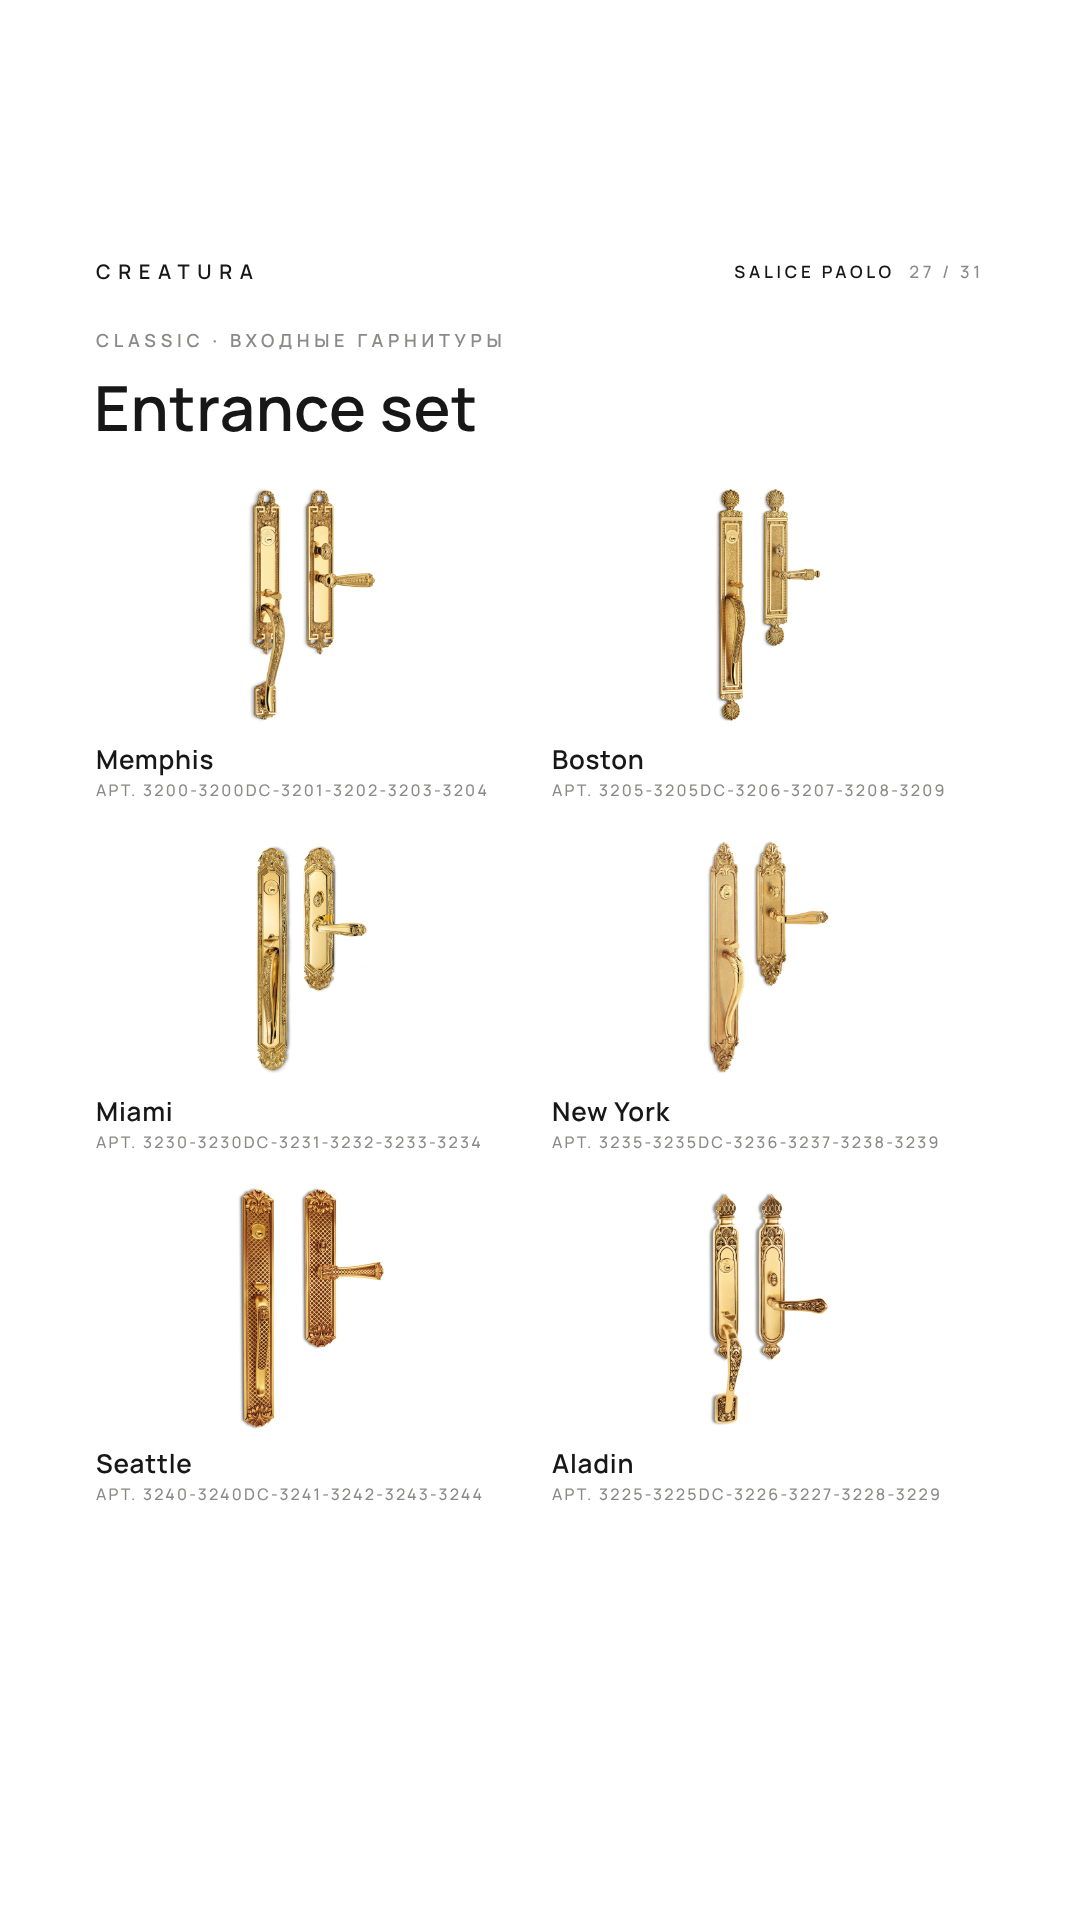 CREATURA
SALICE PAOLO 27 / 31
CLASSIC · ВХОДНЫЕ ГАРНИТУРЫ
Entrance set
Memphis
АРТ. 3200-3200DC-3201-3202-3203-3204
Boston
АРТ. 3205-3205DC-3206-3207-3208-3209
Miami
АРТ. 3230-3230DC-3231-3232-3233-3234
New York
АРТ. 3235-3235DC-3236-3237-3238-3239
Seattle
АРТ. 3240-3240DC-3241-3242-3243-3244
Aladin
АРТ. 3225-3225DC-3226-3227-3228-3229